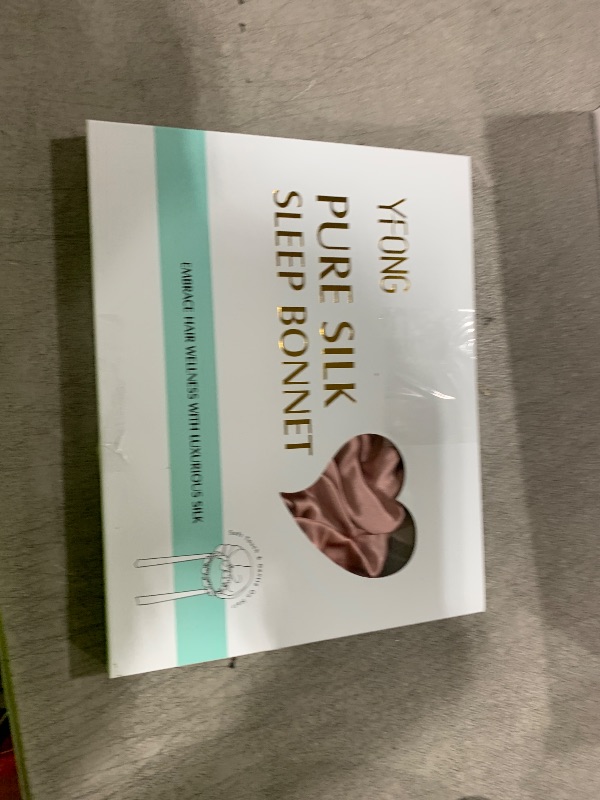 YFONG
PURE SILK
SLEEP BONNET
EMBRACE HAIR WELLNESS WITH LUXURIOUS SILK